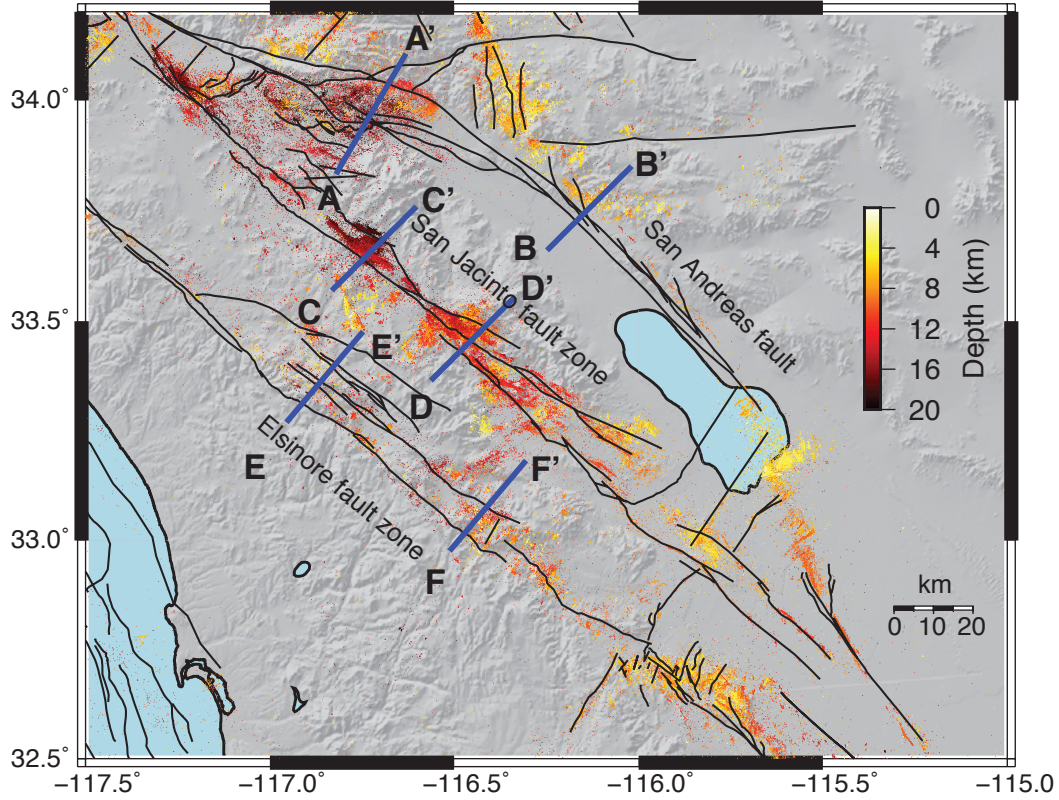 A'
34.0°
B'
A
C'
San Jacinto fault zone
San Andreas fault
B
33.5°
C
D'
E'
D
Elsinore fault zone
E
F'
F
33.0°
32.5°
0
4
8
12
16
20
Depth (km)
km
0 10 20
−117.5 −117.0 −116.5 −116.0 −115.5 −115.0